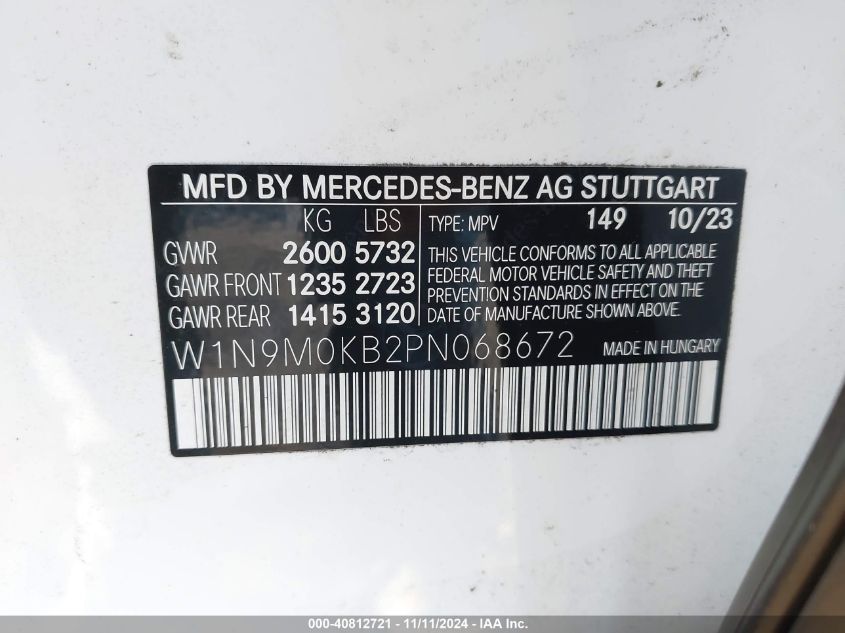 MFD BY MERCEDES-BENZ AG STUTTGART
KG LBS
GVWR 2600 5732
GAWR FRONT 1235 2723
GAWR REAR 1415 3120
TYPE: MPV 149 10/23
THIS VEHICLE CONFORMS TO ALL APPLICABLE
FEDERAL MOTOR VEHICLE SAFETY AND THEFT
PREVENTION STANDARDS IN EFFECT ON THE
DATE OF MANUFACTURE SHOWN ABOVE.
W1N9M0KB2PN068672 MADE IN HUNGARY
000-40812721 - 11/11/2024 - IAA Inc.